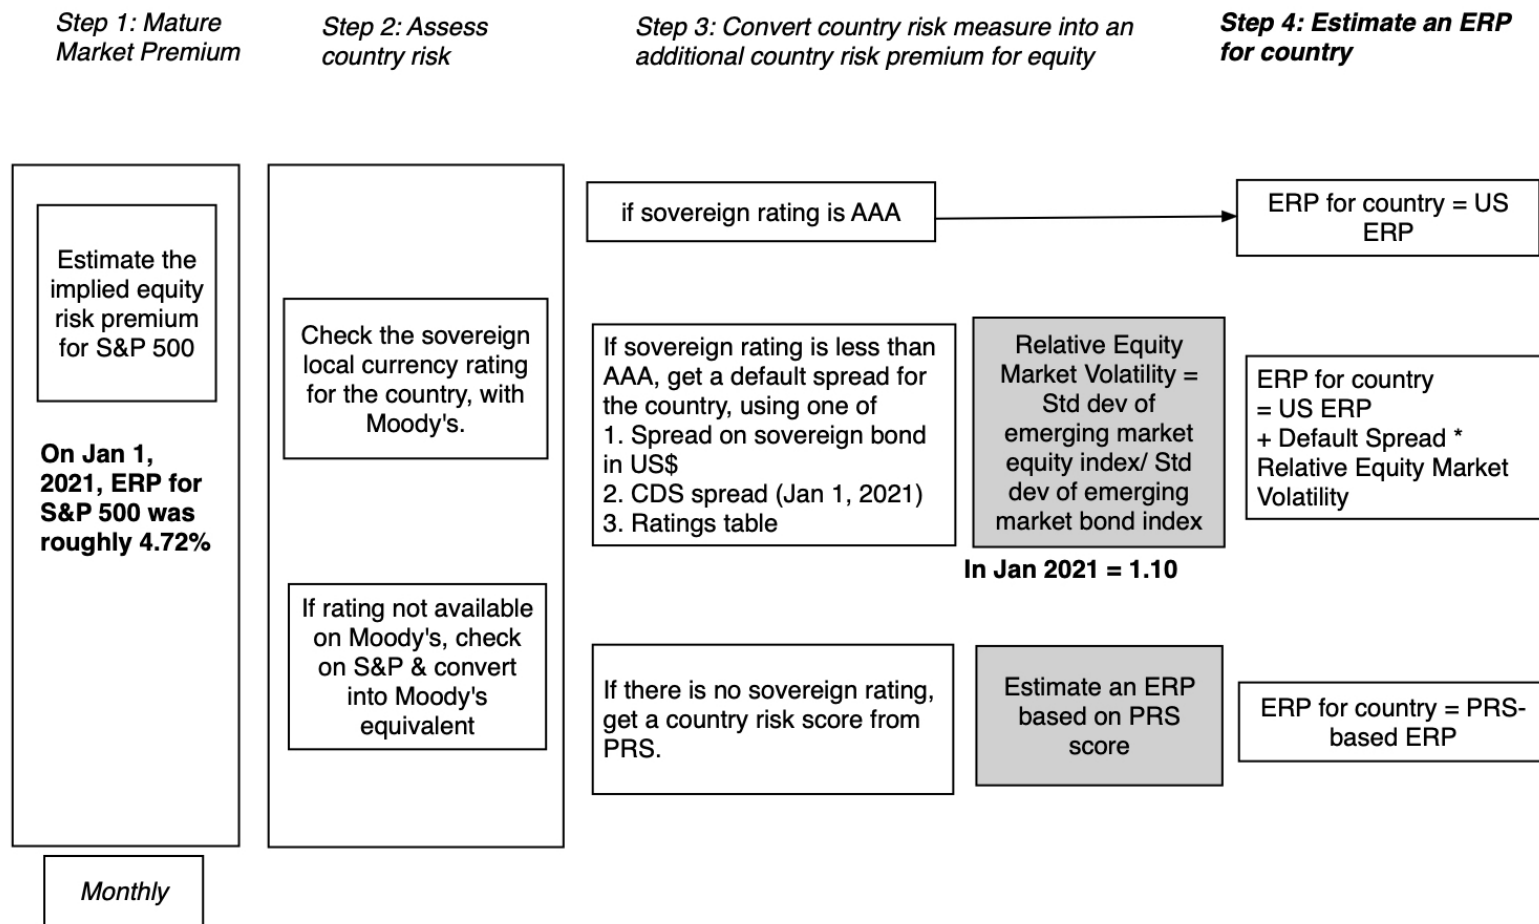 Step 1: Mature
Market Premium
Step 2: Assess
country risk
Step 3: Convert country risk measure into an
additional country risk premium for equity
Step 4: Estimate an ERP
for country
Estimate the
implied equity
risk premium
for S&P 500
On Jan 1,
2021, ERP for
S&P 500 was
roughly 4.72%
Monthly
Check the sovereign
local currency rating
for the country, with
Moody's.
If rating not available
on Moody's, check
on S&P & convert
into Moody's
equivalent
if sovereign rating is AAA
ERP for country = US
ERP
If sovereign rating is less than
AAA, get a default spread for
the country, using one of
1. Spread on sovereign bond
in US$
2. CDS spread (Jan 1, 2021)
3. Ratings table
Relative Equity
Market Volatility =
Std dev of
emerging market
equity index/ Std
dev of emerging
market bond index
In Jan 2021 = 1.10
ERP for country
= US ERP
+ Default Spread *
Relative Equity Market
Volatility
If there is no sovereign rating,
get a country risk score from
PRS.
Estimate an ERP
based on PRS
score
ERP for country = PRS-
based ERP